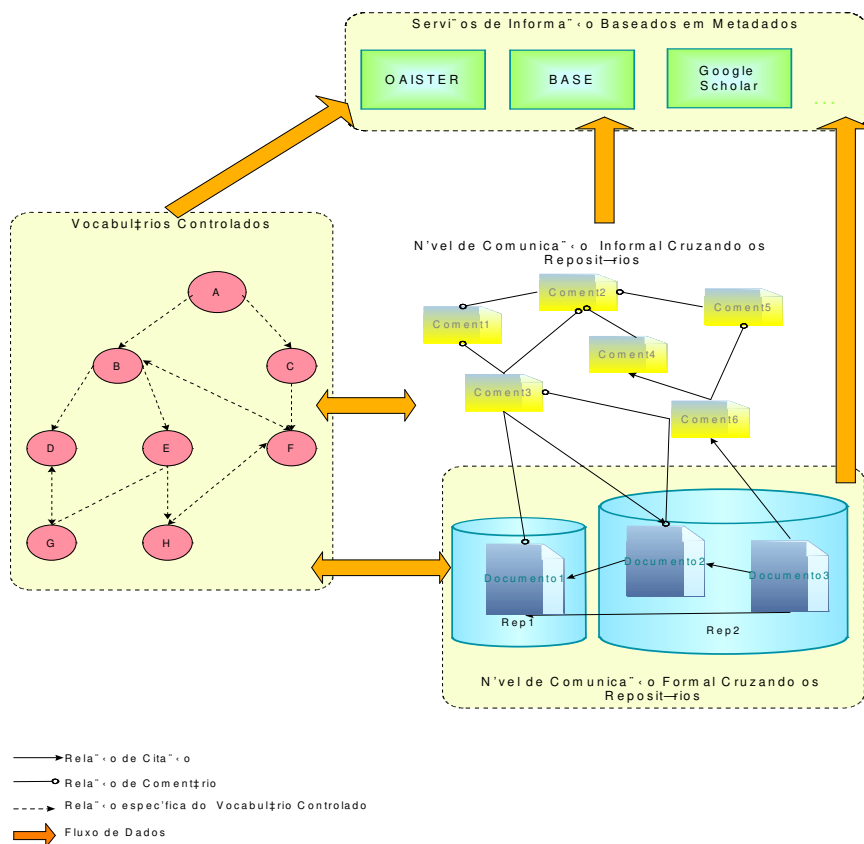 Servi¨os de Informa¨‹o Baseados em Metadados
OAISTER
BASE
Google
Scholar
...
Vocabul‡rios Controlados
A
B
C
D
E
F
G
H
N’vel de Comunica¨‹o Informal Cruzando os
Reposit—rios
Coment2
Coment5
Coment1
Coment4
Coment3
Coment6
Documento1
Documento2
Documento3
Rep1
Rep2
N’vel de Comunica¨‹o Formal Cruzando os
Reposit—rios
Rela¨‹o de Cita¨‹o
Rela¨‹o de Coment‡rio
Rela¨‹o espec’fica do Vocabul‡rio Controlado
Fluxo de Dados